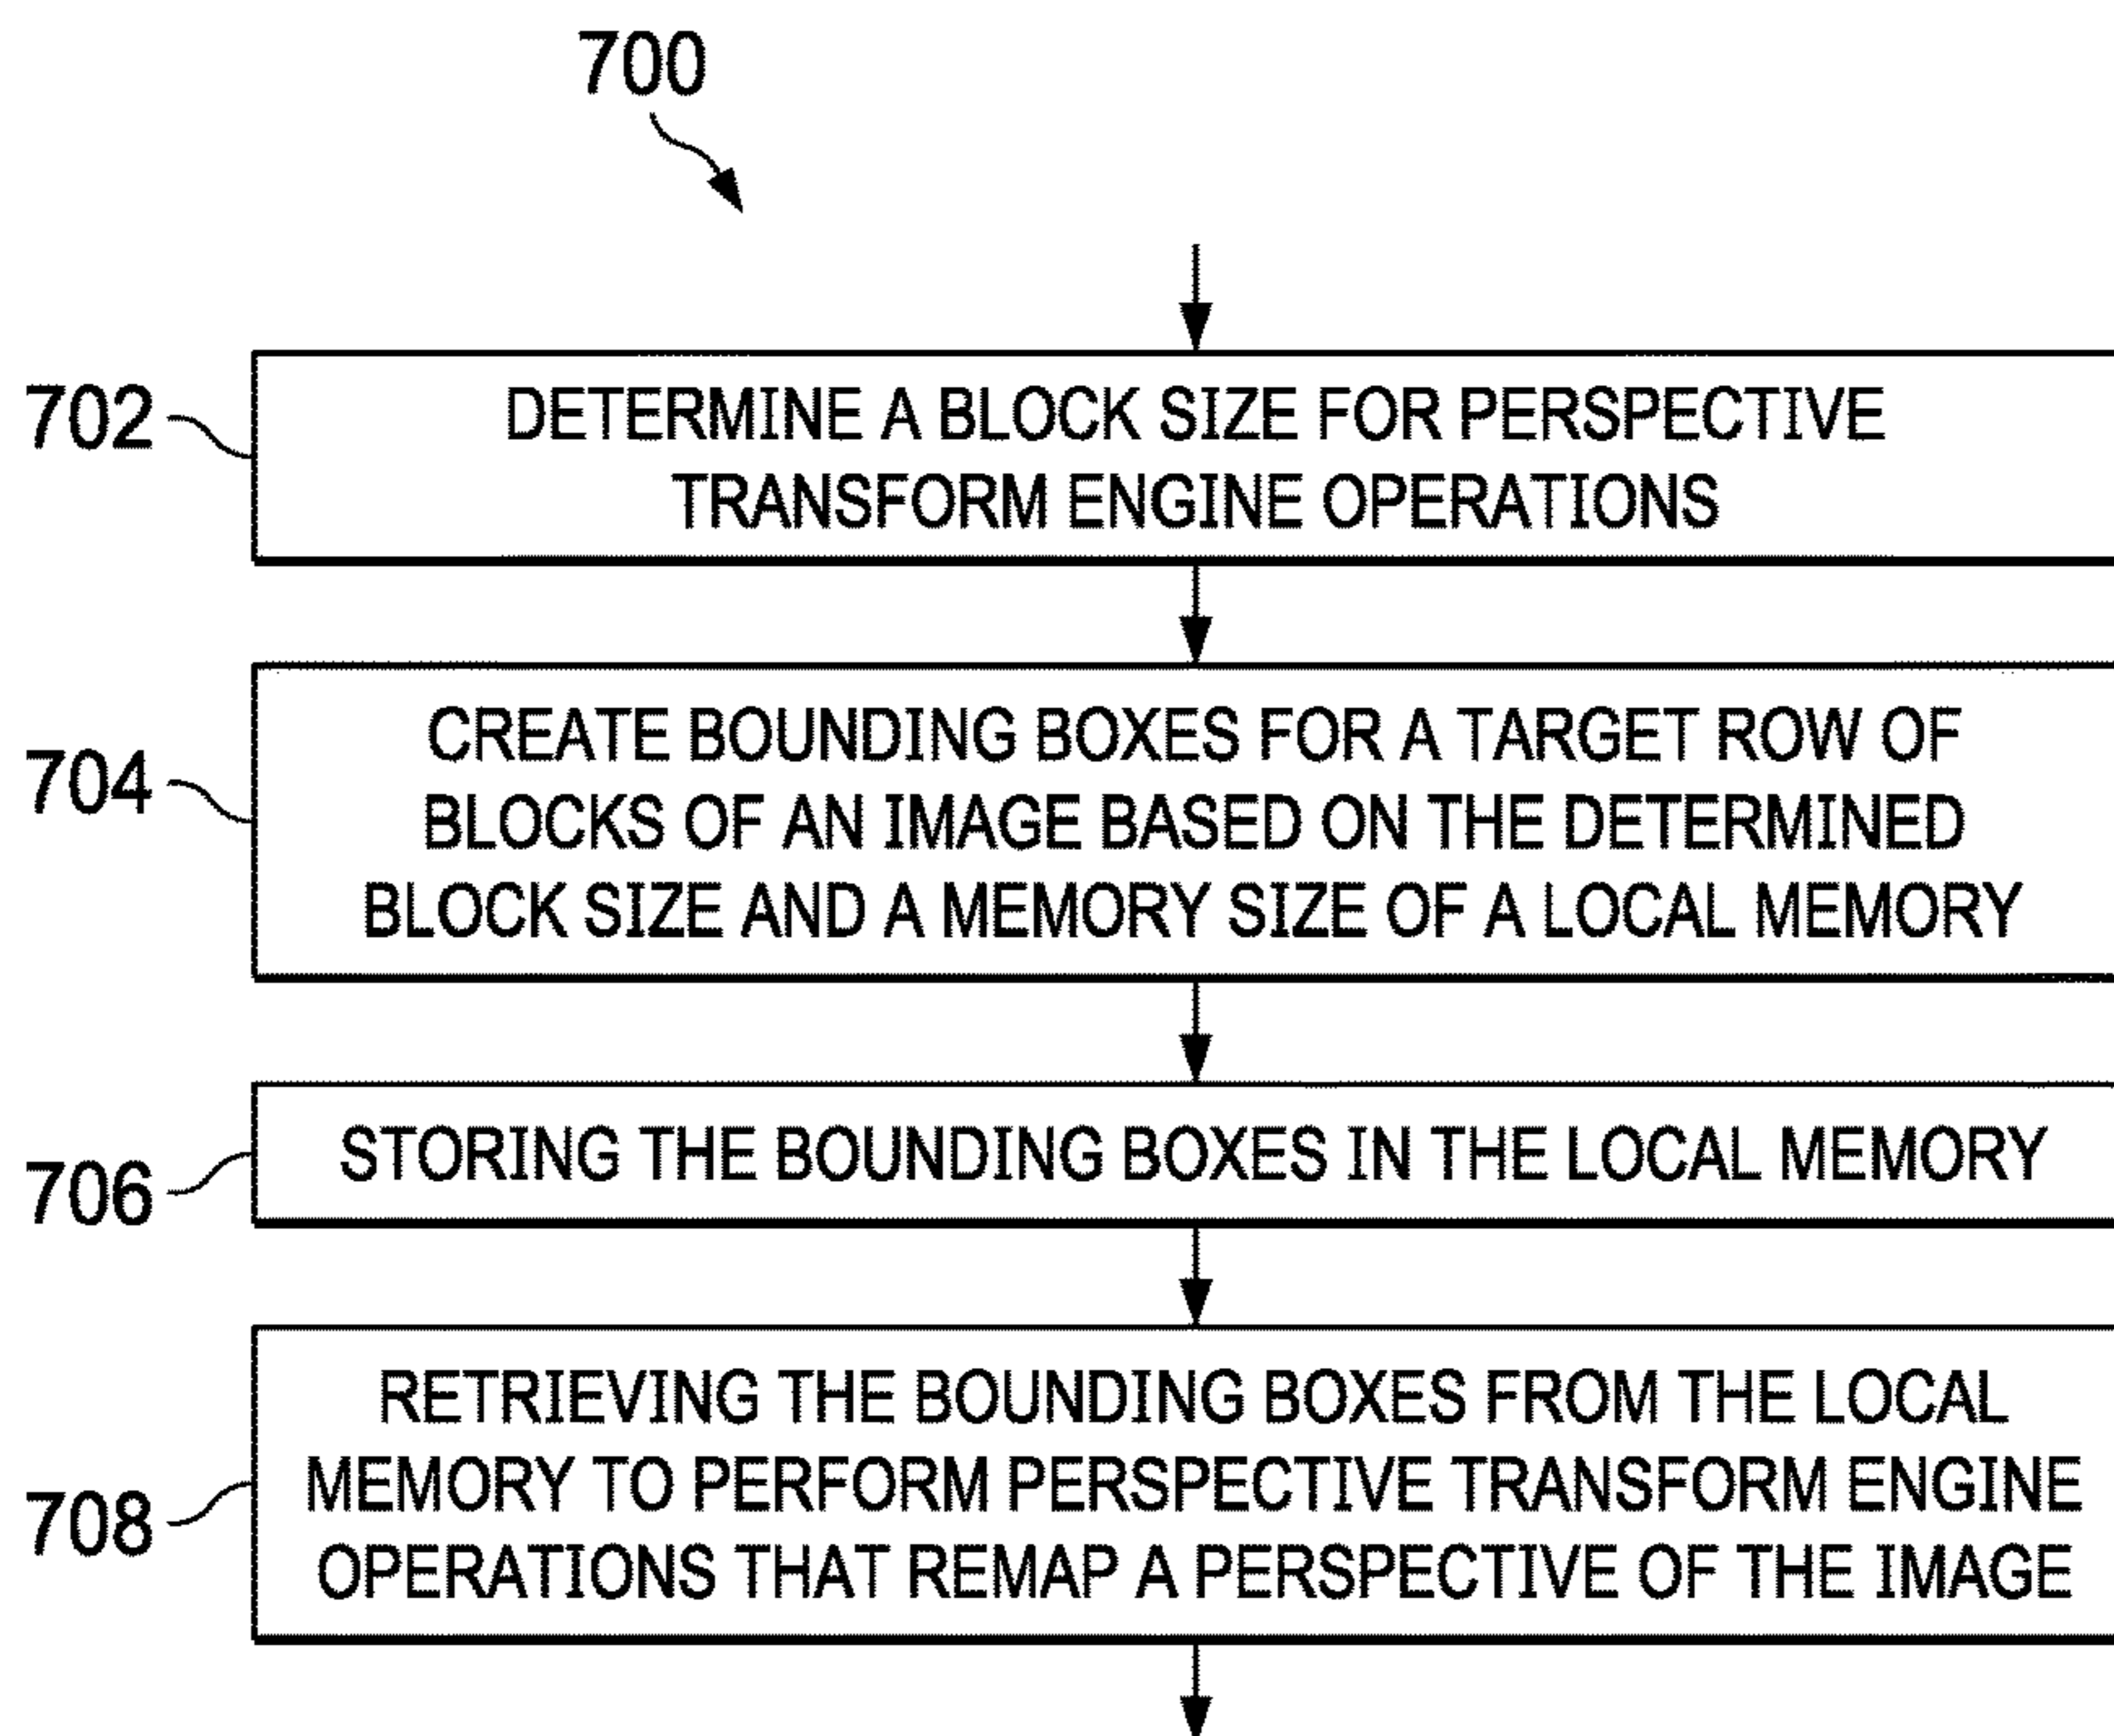 700
702
DETERMINE A BLOCK SIZE FOR PERSPECTIVE
TRANSFORM ENGINE OPERATIONS
704
CREATE BOUNDING BOXES FOR A TARGET ROW OF
BLOCKS OF AN IMAGE BASED ON THE DETERMINED
BLOCK SIZE AND A MEMORY SIZE OF A LOCAL MEMORY
706
STORING THE BOUNDING BOXES IN THE LOCAL MEMORY
708
RETRIEVING THE BOUNDING BOXES FROM THE LOCAL
MEMORY TO PERFORM PERSPECTIVE TRANSFORM ENGINE
OPERATIONS THAT REMAP A PERSPECTIVE OF THE IMAGE